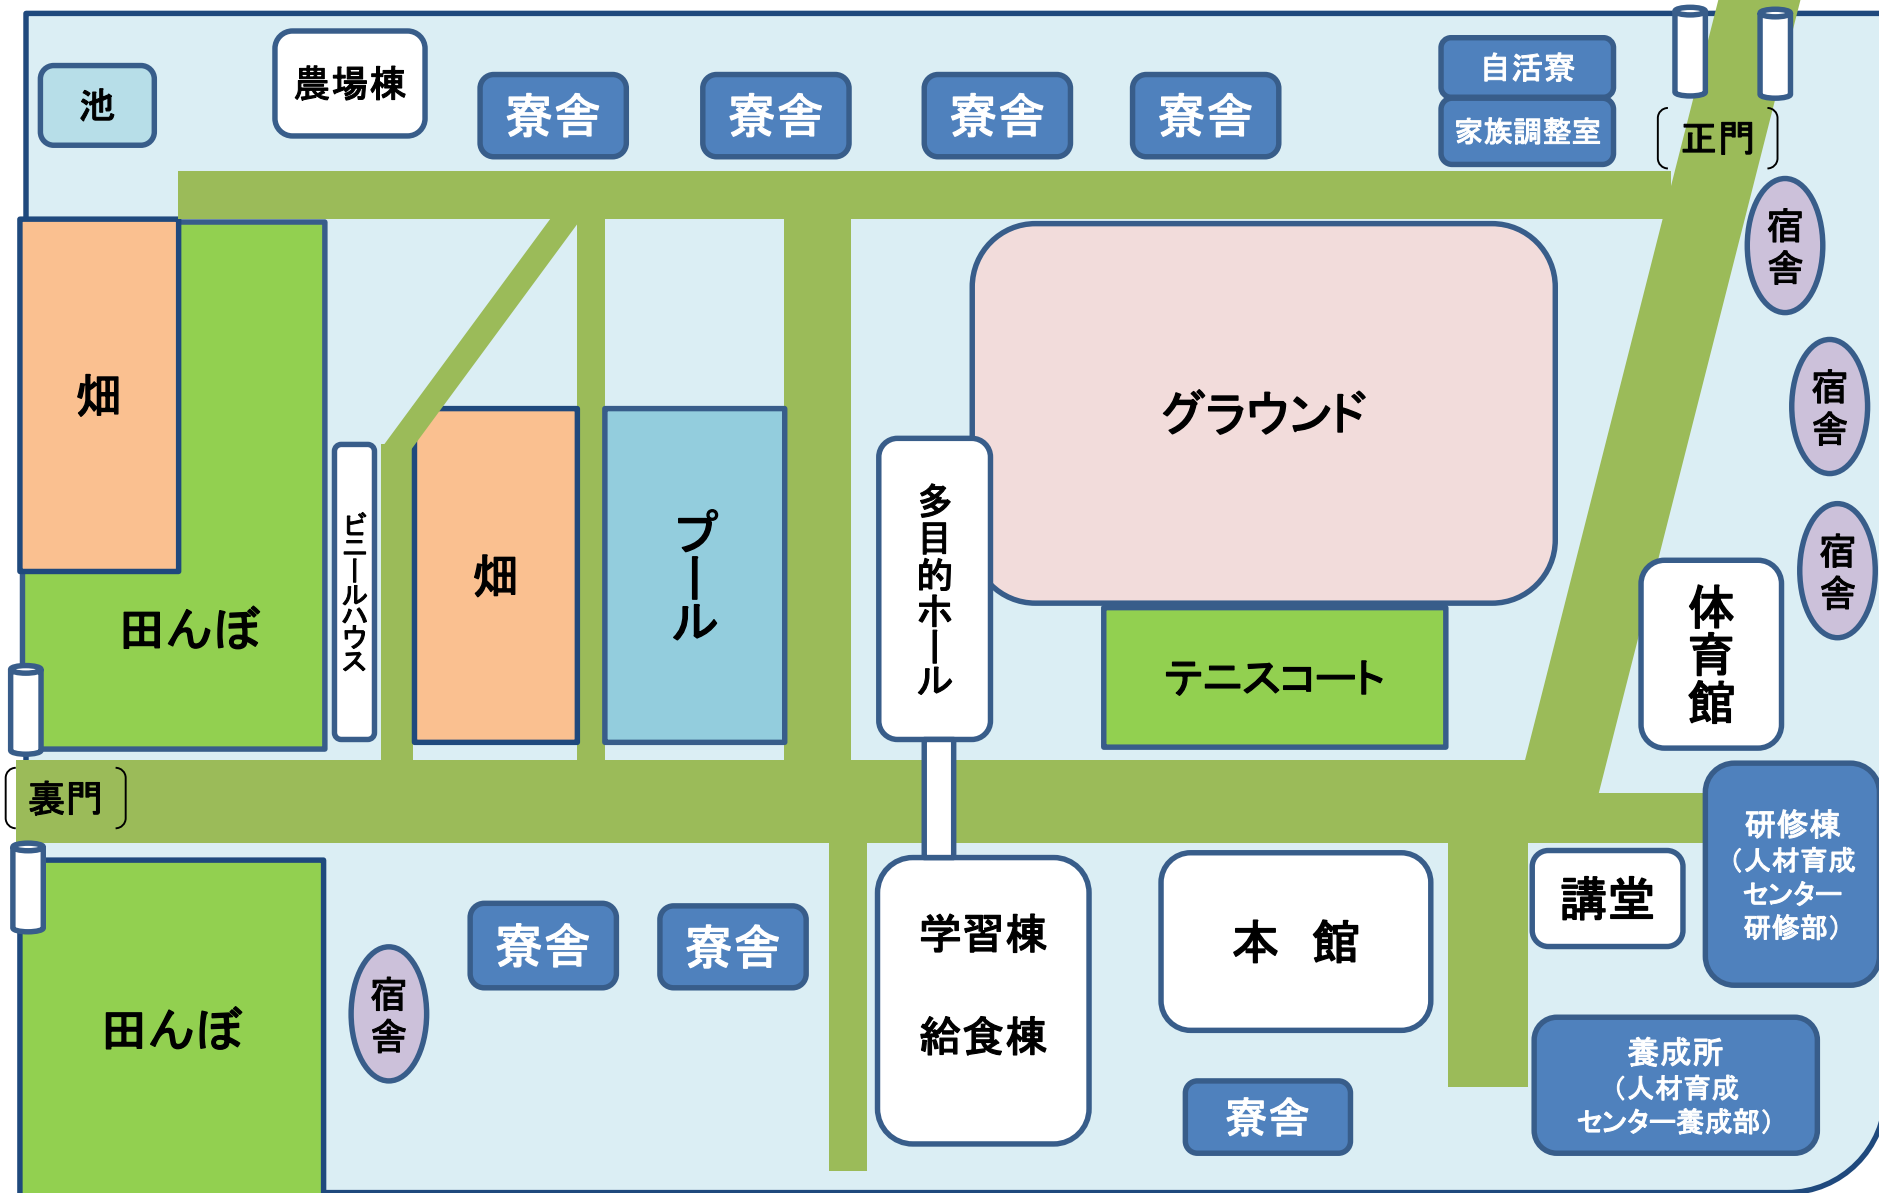 池
農場棟
寮舎
寮舎
寮舎
寮舎
自活寮
家族調整室
正門
宿舎
宿舎
宿舎
畑
田んぼ
ビニールハウス
畑
プール
多目的ホール
グラウンド
テニスコート
体育館
裏門
田んぼ
宿舎
寮舎
寮舎
学習棟
給食棟
本　館
寮舎
講堂
研修棟
（人材育成
センター
研修部）
養成所
（人材育成
センター養成部）